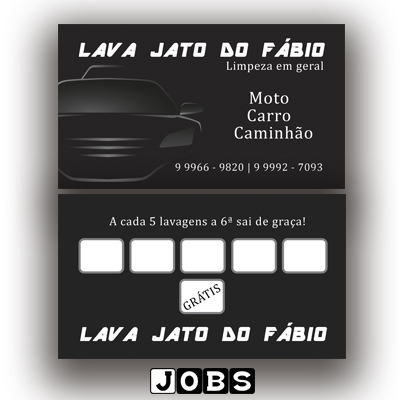 LAVA JATO DO FÁBIO
Limpeza em geral
Moto
Carro
Caminhão
9 9966 - 9820 | 9 9992 - 7093
A cada 5 lavagens a 6ª sai de graça!
GRÁTIS
LAVA JATO DO FÁBIO
JOBS